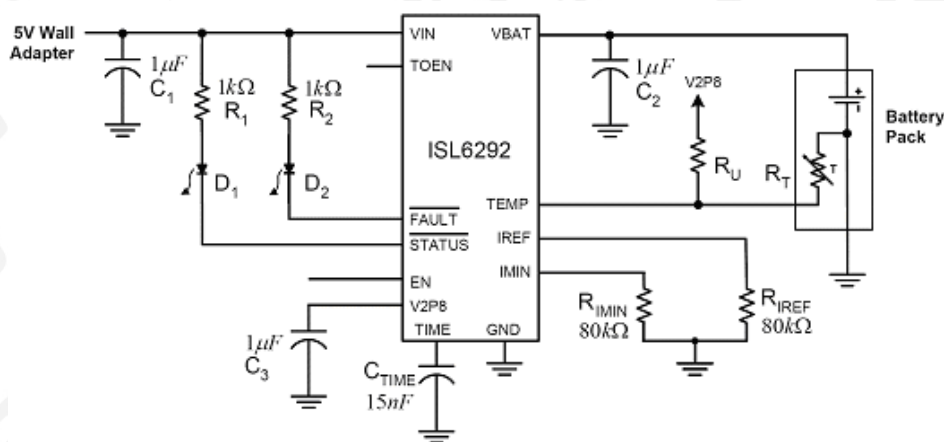 5V Wall
Adapter
1μF
C1
1kΩ
R1
1kΩ
R2
D1
D2
VIN
TOEN
VBAT
ISL6292
FAULT
STATUS
EN
V2P8
TIME
GND
TEMP
IREF
IMIN
1μF
C2
V2P8
RU
RT
T
+
Battery
Pack
RIMIN
80kΩ
RIREF
80kΩ
1μF
C3
CTIME
15nF